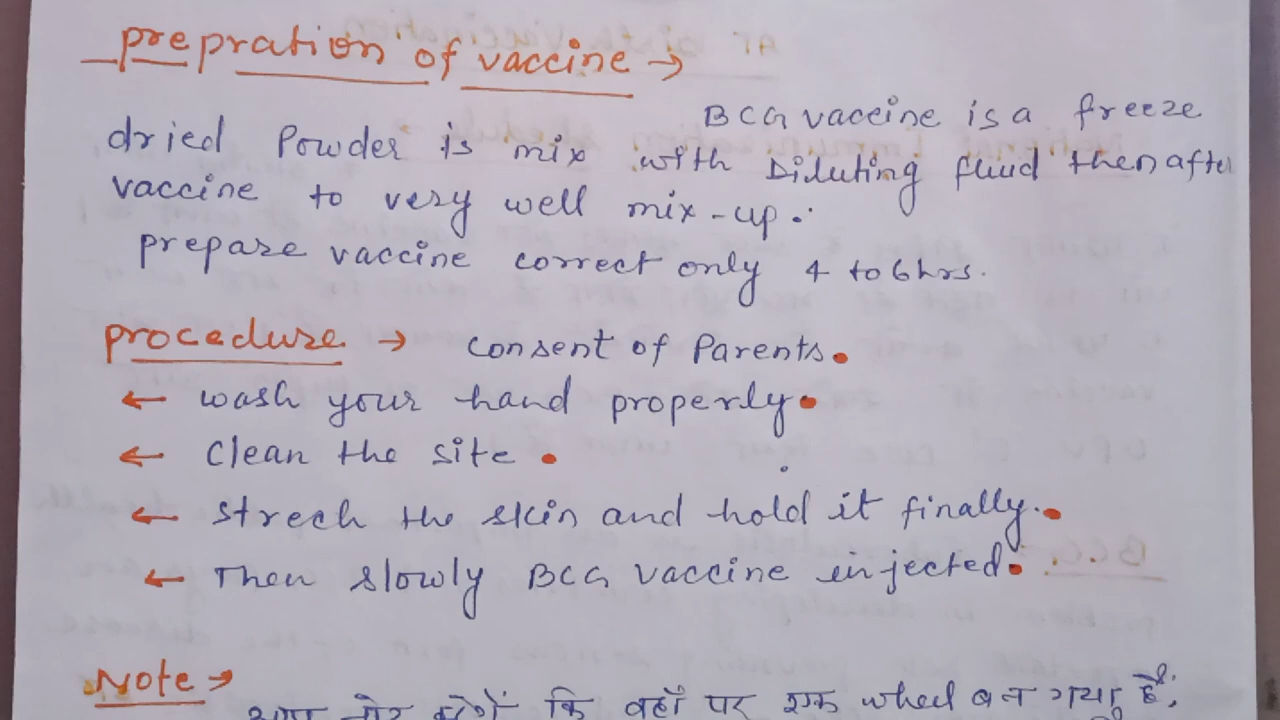 prepration of vaccine →
BCG vaccine is a freeze
dried Powder is mix with Diluting fluid then after
vaccine to very well mix-up.
prepare vaccine correct only 4 to 6 hrs.
procedure → Consent of Parents.
← wash your hand properly.
← Clean the site.
← strech the skin and hold it finally.
← Then slowly BCG vaccine injected.
Note →
कि वहाँ पर एक wheel बन गया है.